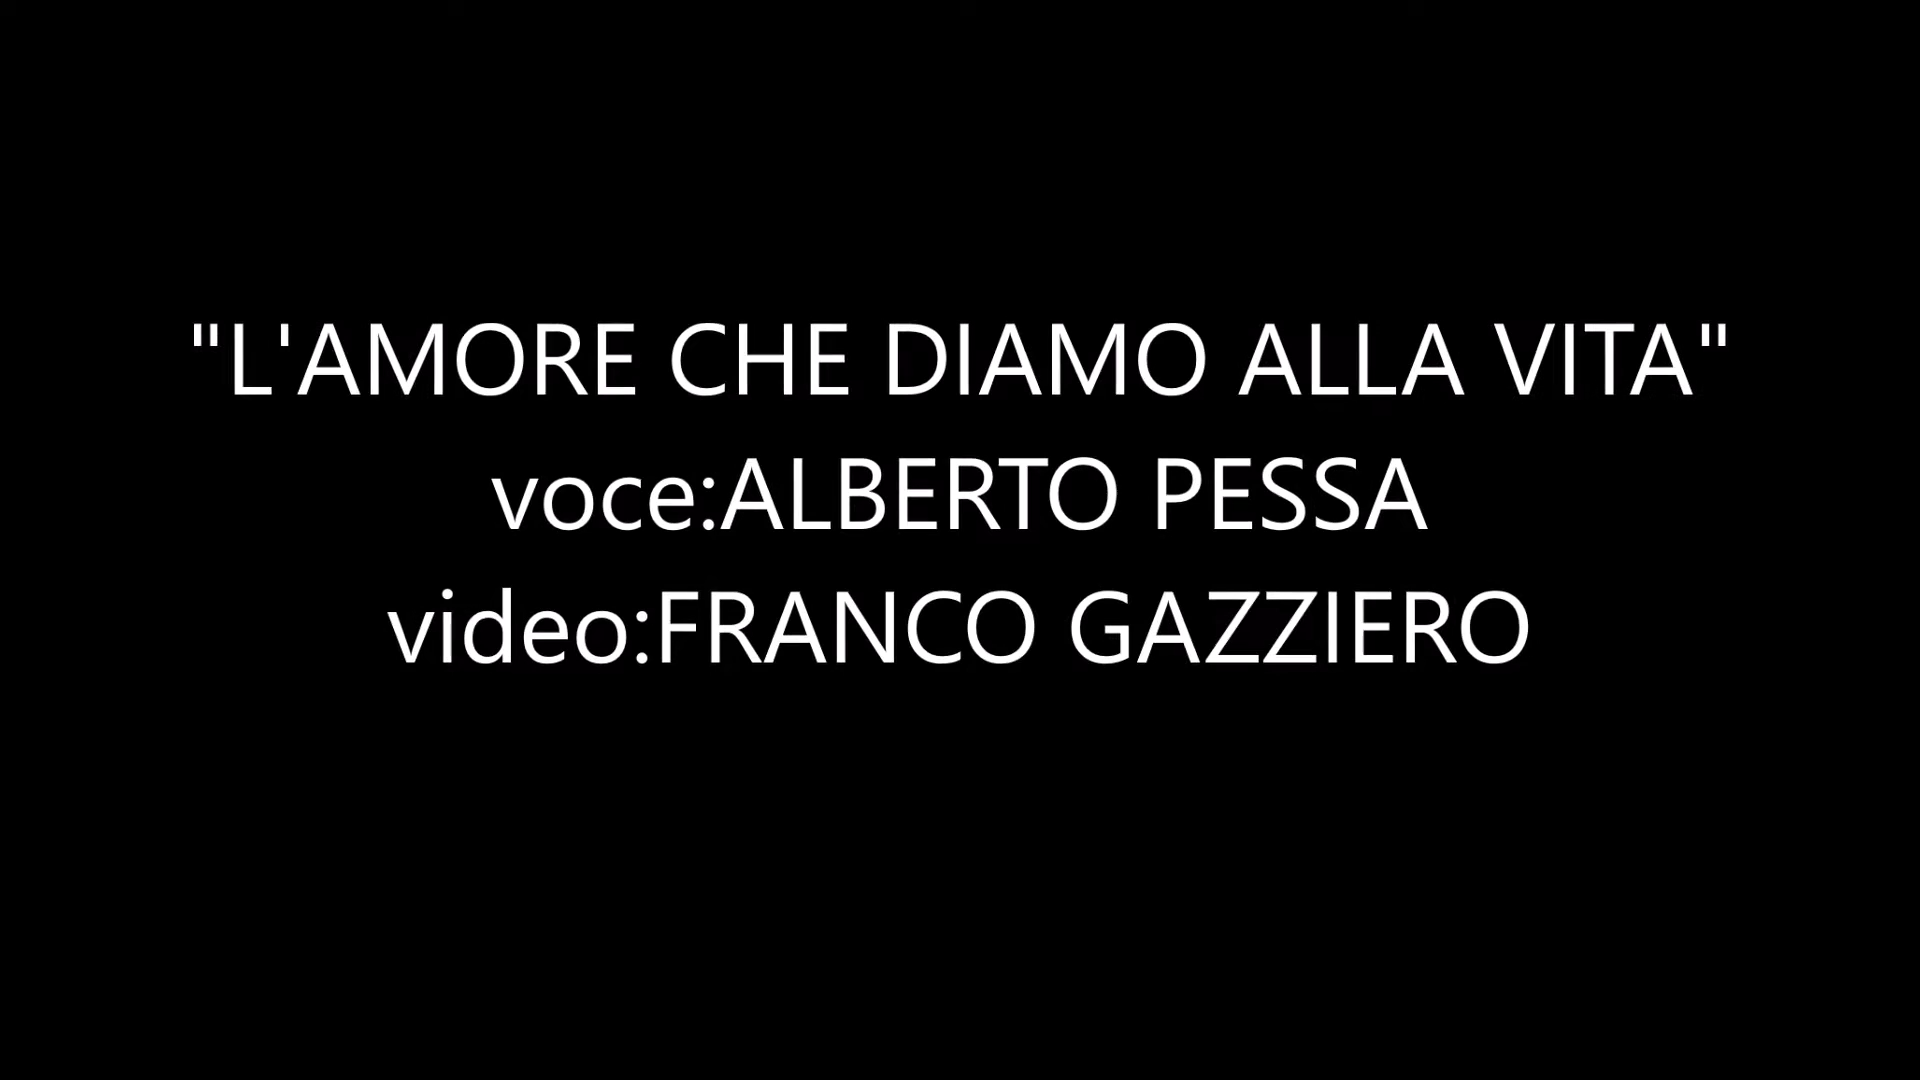 "L'AMORE CHE DIAMO ALLA VITA"
voce:ALBERTO PESSA
video:FRANCO GAZZIERO